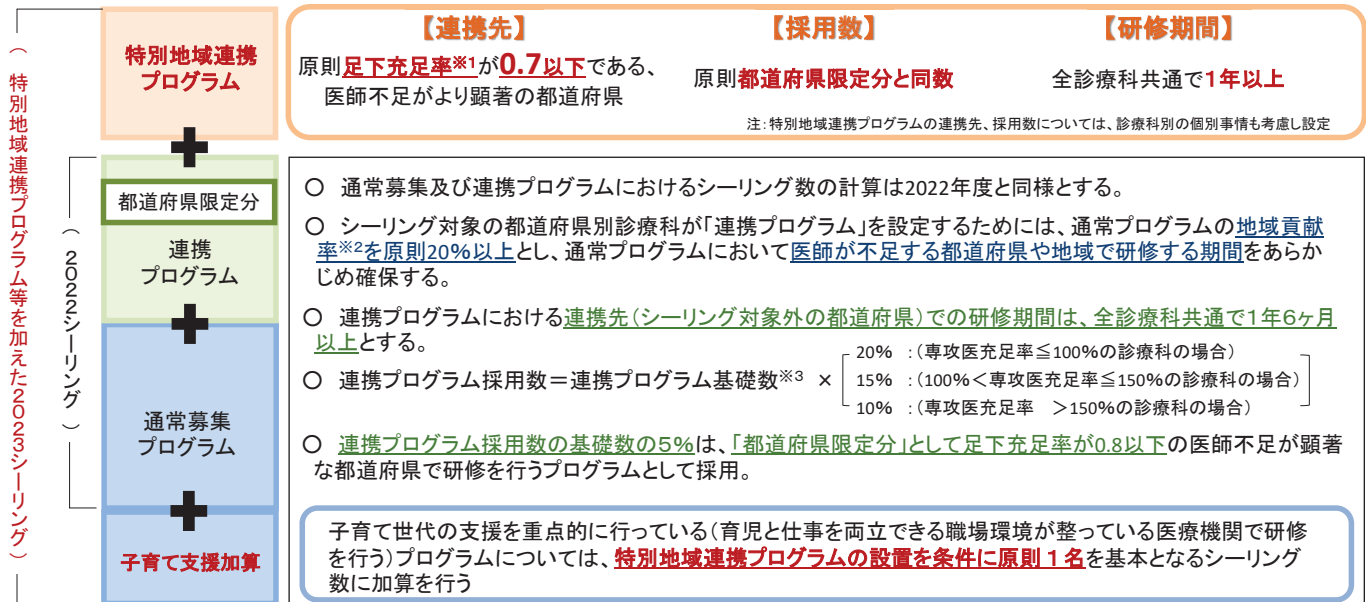 （特別地域連携プログラム等を加えた2023シーリング）
（2022シーリング）
特別地域連携
プログラム
都道府県限定分
連携
プログラム
通常募集
プログラム
子育て支援加算
【連携先】
原則足下充足率※1が0.7以下である、
医師不足がより顕著の都道府県
【採用数】
原則都道府県限定分と同数
【研修期間】
全診療科共通で1年以上
注：特別地域連携プログラムの連携先、採用数については、診療科別の個別事情も考慮し設定
○ 通常募集及び連携プログラムにおけるシーリング数の計算は2022年度と同様とする。
○ シーリング対象の都道府県別診療科が「連携プログラム」を設定するためには、通常プログラムの地域貢献
率※2を原則20%以上とし、通常プログラムにおいて医師が不足する都道府県や地域で研修する期間をあらか
じめ確保する。
○ 連携プログラムにおける連携先（シーリング対象外の都道府県）での研修期間は、全診療科共通で1年6ヶ月
以上とする。
○ 連携プログラム採用数＝連携プログラム基礎数※3 ×
20% ：（専攻医充足率≦100%の診療科の場合）
15% ：（100%＜専攻医充足率≦150%の診療科の場合）
10% ：（専攻医充足率 ＞150%の診療科の場合）
○ 連携プログラム採用数の基礎数の5%は、「都道府県限定分」として足下充足率が0.8以下の医師不足が顕著
な都道府県で研修を行うプログラムとして採用。
子育て世代の支援を重点的に行っている（育児と仕事を両立できる職場環境が整っている医療機関で研修
を行う）プログラムについては、特別地域連携プログラムの設置を条件に原則１名を基本となるシーリング
数に加算を行う